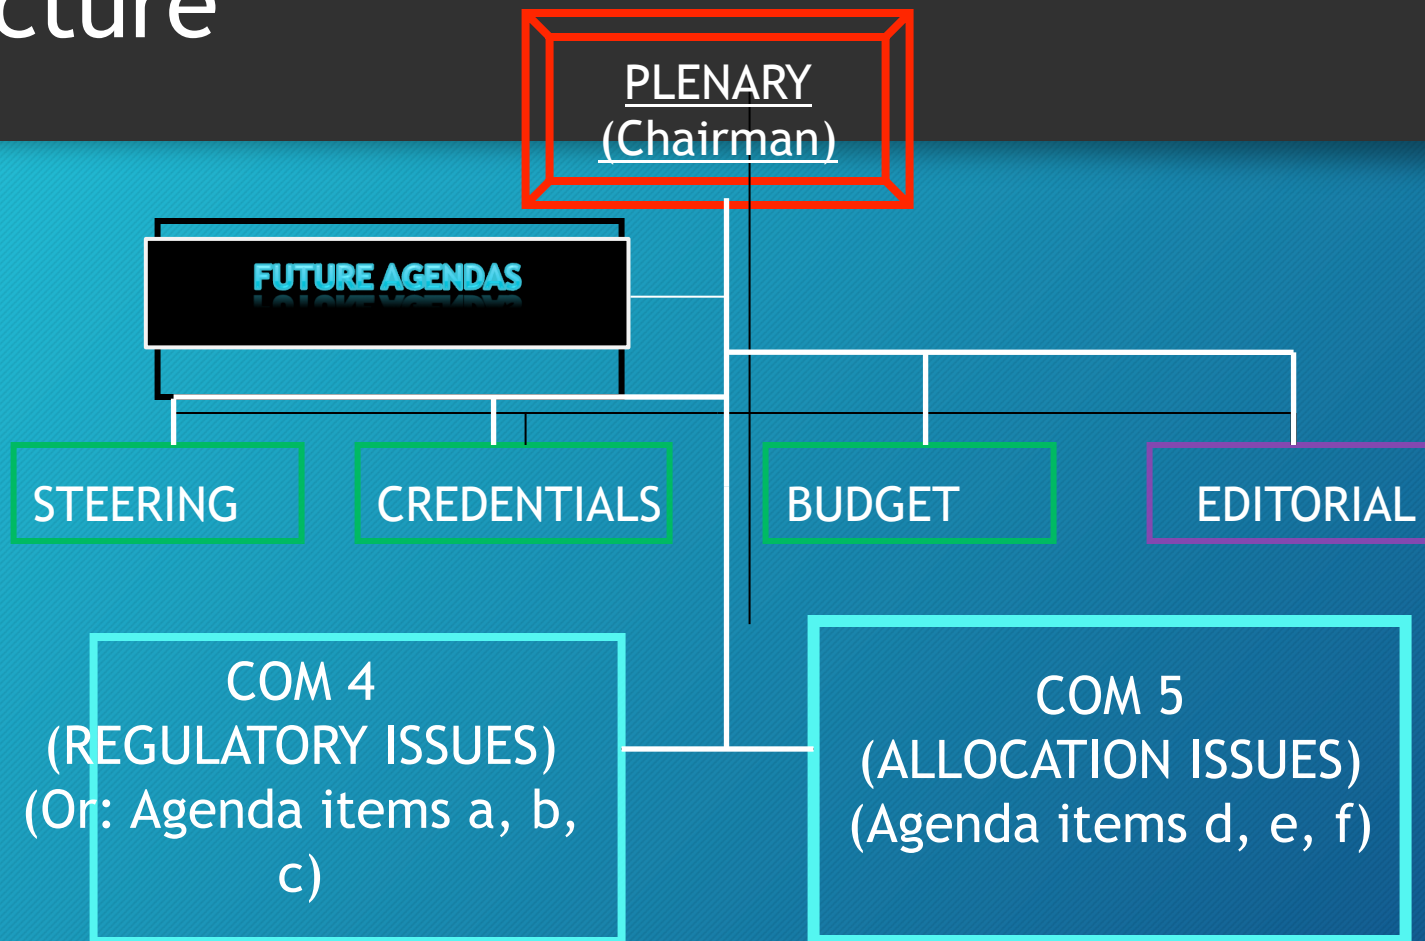 PLENARY
(Chairman)
FUTURE AGENDAS
STEERING
CREDENTIALS
BUDGET
EDITORIAL
COM 4
(REGULATORY ISSUES)
(Or: Agenda items a, b,
c)
COM 5
(ALLOCATION ISSUES)
(Agenda items d, e, f)